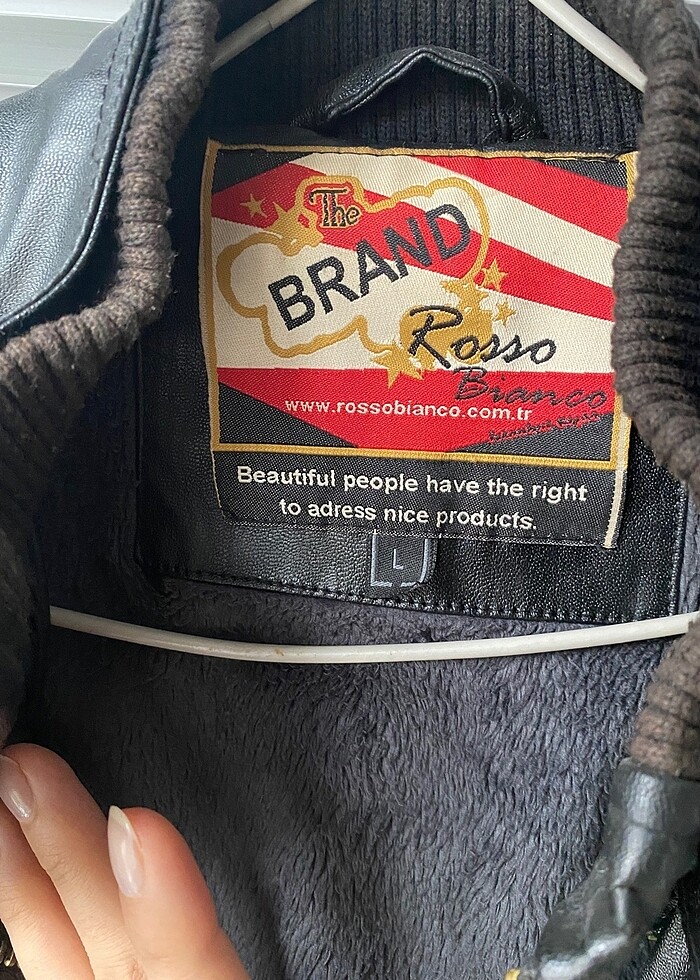 The
BRAND
Rosso
Bianco
www.rossobianco.com.tr
Beautiful people have the right
to adress nice products.
L